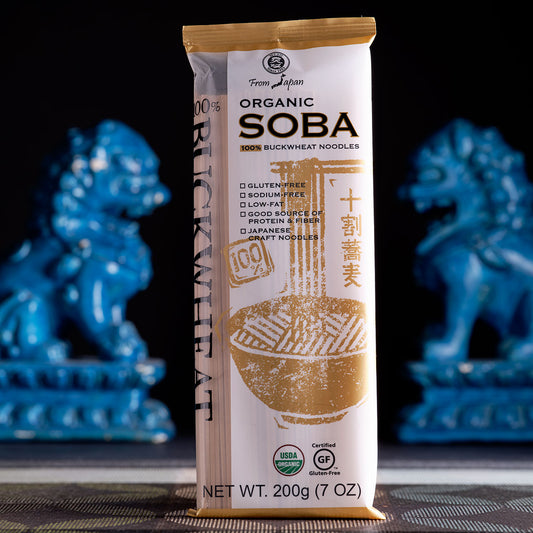 From Japan
ORGANIC
SOBA
100% BUCKWHEAT NOODLES
GLUTEN-FREE
SODIUM-FREE
LOW-FAT
GOOD SOURCE OF
PROTEIN & FIBER
JAPANESE
CRAFT NOODLES
十割蕎麦
100%
100% BUCKWHEAT
USDA
ORGANIC
Certified
GF
Gluten-Free
NET WT. 200g (7 OZ)